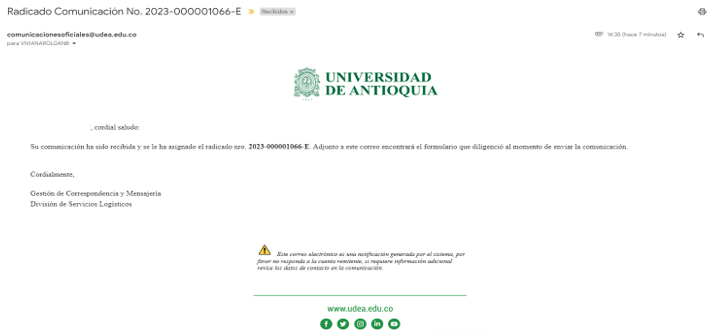 Radicado Comunicación No. 2023-000001066-E
Recibidos x
comunicacionesoficiales@udea.edu.co
14:35 (hace 7 minutos)
para VIVIANAROLDANB
UNIVERSIDAD
DE ANTIOQUIA
, cordial saludo:
Su comunicación ha sido recibida y se le ha asignado el radicado nro. 2023-000001066-E. Adjunto a este correo encontrará el formulario que diligenció al momento de enviar la comunicación.
Cordialmente,
Gestión de Correspondencia y Mensajería
División de Servicios Logísticos
Este correo electrónico es una notificación generada por el sistema, por
favor no responda a la cuenta remitente, si requiere información adicional
revise los datos de contacto en la comunicación.
www.udea.edu.co